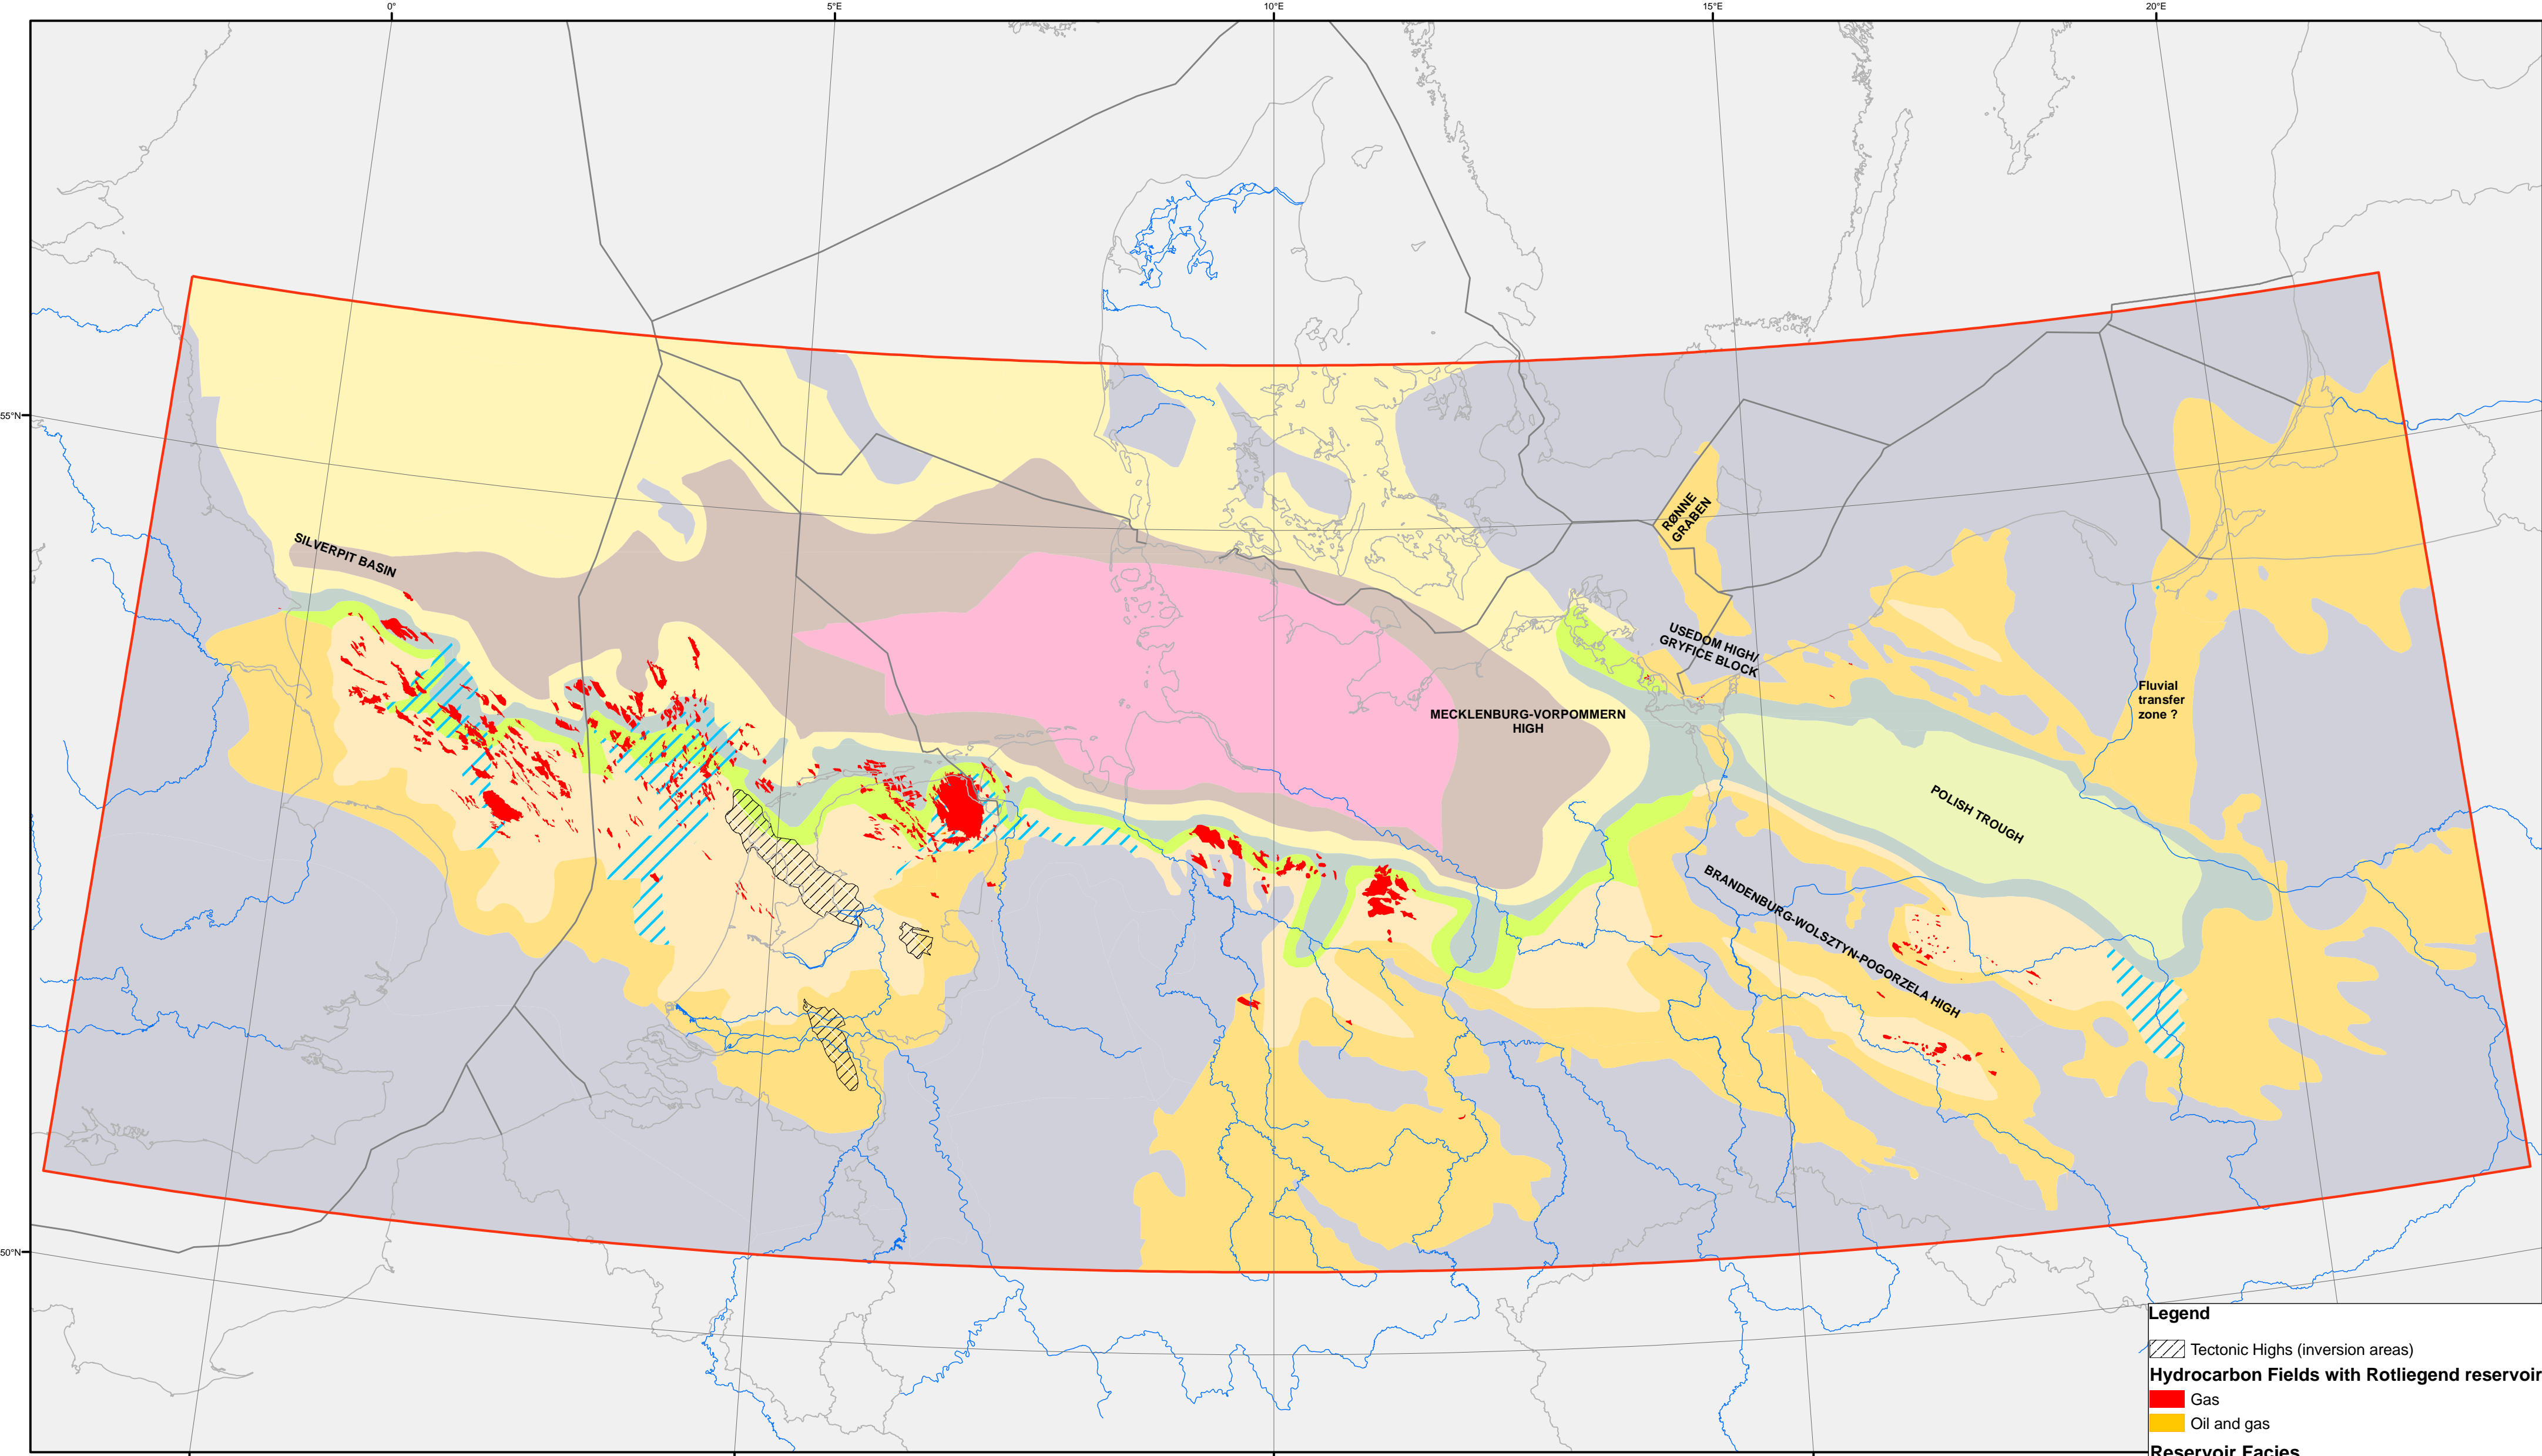 0°
5°E
10°E
15°E
20°E
55°N
50°N
SILVERPIT BASIN
RØNNE
GRABEN
USEDOM HIGH/
GRYFICE BLOCK
MECKLENBURG-VORPOMMERN
HIGH
Fluvial
transfer
zone ?
POLISH TROUGH
BRANDENBURG-WOLSZTYN-POGORZELA HIGH
Legend
Tectonic Highs (inversion areas)
Hydrocarbon Fields with Rotliegend reservoir
Gas
Oil and gas
Reservoir Facies